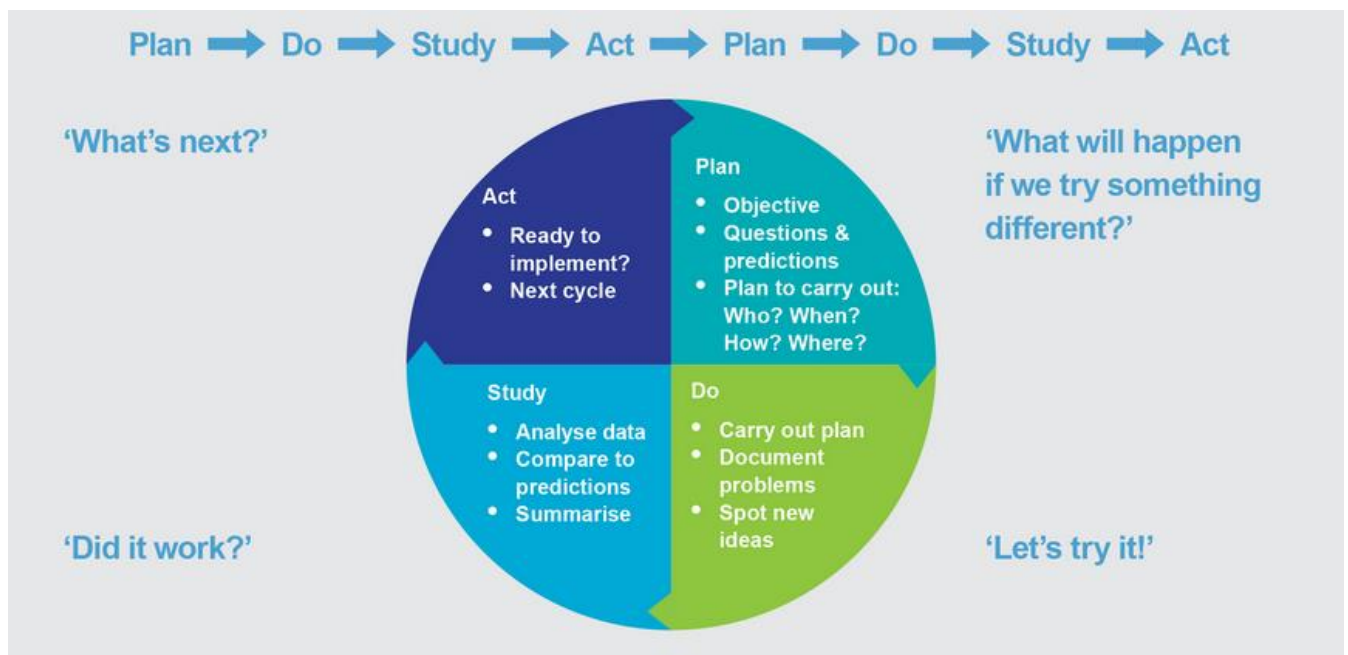 Plan → Do → Study → Act → Plan → Do → Study → Act
‘What’s next?’
‘What will happen
if we try something
different?’
Act
• Ready to
implement?
• Next cycle
Plan
• Objective
• Questions &
predictions
• Plan to carry out:
Who? When?
How? Where?
Study
• Analyse data
• Compare to
predictions
• Summarise
Do
• Carry out plan
• Document
problems
• Spot new
ideas
‘Did it work?’
‘Let’s try it!’